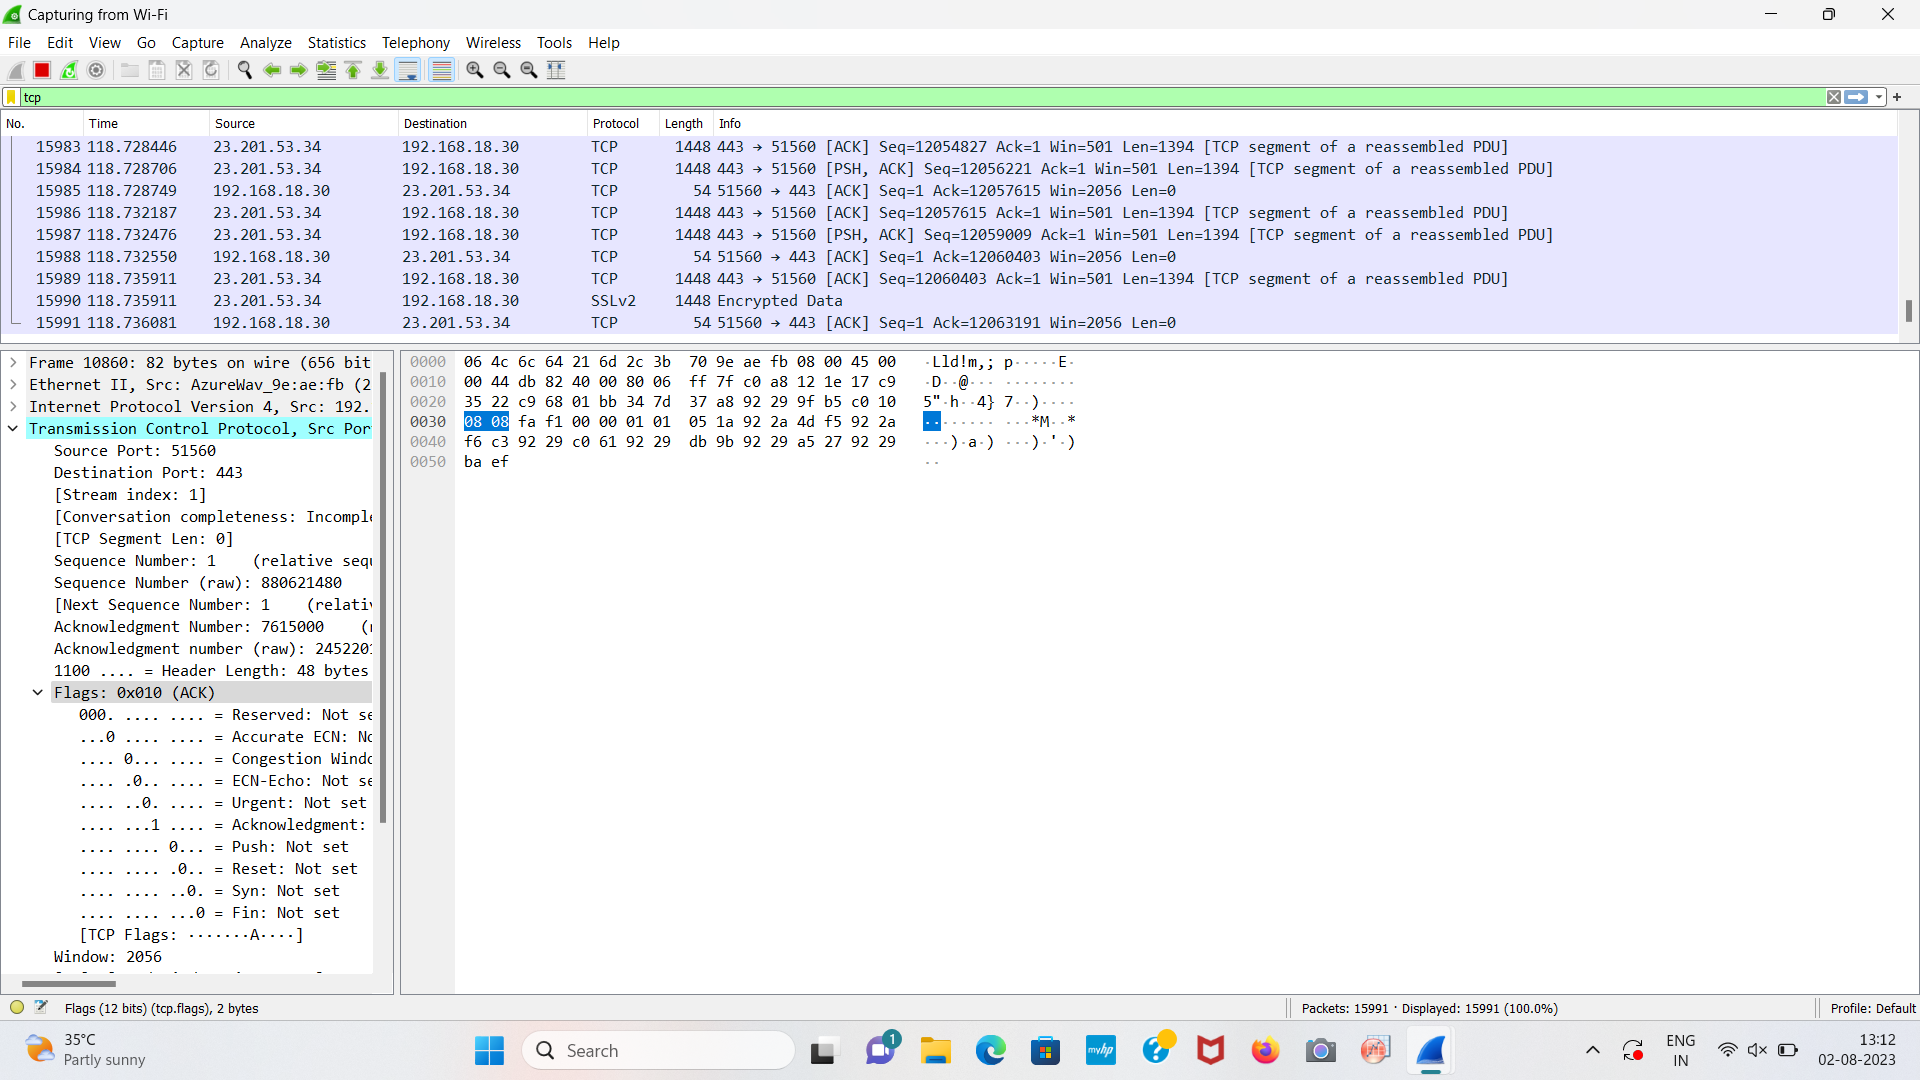 Capturing from Wi-Fi
File Edit View Go Capture Analyze Statistics Telephony Wireless Tools Help
tcp
No. Time Source Destination Protocol Length Info
15983 118.728446 23.201.53.34 192.168.18.30 TCP 1448 443 → 51560 [ACK] Seq=12054827 Ack=1 Win=501 Len=1394 [TCP segment of a reassembled PDU]
15984 118.728706 23.201.53.34 192.168.18.30 TCP 1448 443 → 51560 [PSH, ACK] Seq=12056221 Ack=1 Win=501 Len=1394 [TCP segment of a reassembled PDU]
15985 118.728749 192.168.18.30 23.201.53.34 TCP 54 51560 → 443 [ACK] Seq=1 Ack=12057615 Win=2056 Len=0
15986 118.732187 23.201.53.34 192.168.18.30 TCP 1448 443 → 51560 [ACK] Seq=12057615 Ack=1 Win=501 Len=1394 [TCP segment of a reassembled PDU]
15987 118.732476 23.201.53.34 192.168.18.30 TCP 1448 443 → 51560 [PSH, ACK] Seq=12059009 Ack=1 Win=501 Len=1394 [TCP segment of a reassembled PDU]
15988 118.732550 192.168.18.30 23.201.53.34 TCP 54 51560 → 443 [ACK] Seq=1 Ack=12060403 Win=2056 Len=0
15989 118.735911 23.201.53.34 192.168.18.30 TCP 1448 443 → 51560 [ACK] Seq=12060403 Ack=1 Win=501 Len=1394 [TCP segment of a reassembled PDU]
15990 118.735911 23.201.53.34 192.168.18.30 SSLv2 1448 Encrypted Data
15991 118.736081 192.168.18.30 23.201.53.34 TCP 54 51560 → 443 [ACK] Seq=1 Ack=12063191 Win=2056 Len=0
Frame 10860: 82 bytes on wire (656 bit
Ethernet II, Src: AzureWav_9e:ae:fb (2
Internet Protocol Version 4, Src: 192.
Transmission Control Protocol, Src Por
Source Port: 51560
Destination Port: 443
[Stream index: 1]
[Conversation completeness: Incomple
[TCP Segment Len: 0]
Sequence Number: 1 (relative sequ
Sequence Number (raw): 880621480
[Next Sequence Number: 1 (relativ
Acknowledgment Number: 7615000 (r
Acknowledgment number (raw): 2452201
1100 .... = Header Length: 48 bytes
Flags: 0x010 (ACK)
000. .... .... = Reserved: Not se
...0 .... .... = Accurate ECN: No
.... 0... .... = Congestion Windo
.... .0.. .... = ECN-Echo: Not se
.... ..0. .... = Urgent: Not set
.... ...1 .... = Acknowledgment:
.... .... 0... = Push: Not set
.... .... .0.. = Reset: Not set
.... .... ..0. = Syn: Not set
.... .... ...0 = Fin: Not set
[TCP Flags: ·······A····]
Window: 2056
0000 06 4c 6c 64 21 6d 2c 3b 70 9e ae fb 08 00 45 00 ·Lld!m,; p·····E·
0010 00 44 db 82 40 00 80 06 ff 7f c0 a8 12 1e 17 c9 ·D··@··· ········
0020 35 22 c9 68 01 bb 34 7d 37 a8 92 29 9f b5 c0 10 5"·h··4} 7··)····
0030 08 08 fa f1 00 00 01 01 05 1a 92 2a 4d f5 92 2a ········ ···*M··*
0040 f6 c3 92 29 c0 61 92 29 db 9b 92 29 a5 27 92 29 ···)·a·) ···)·'·)
0050 ba ef ··
Flags (12 bits) (tcp.flags), 2 bytes
Packets: 15991 · Displayed: 15991 (100.0%)
Profile: Default
35°C
Partly sunny
Search
1
myhp
ENG
IN
13:12
02-08-2023